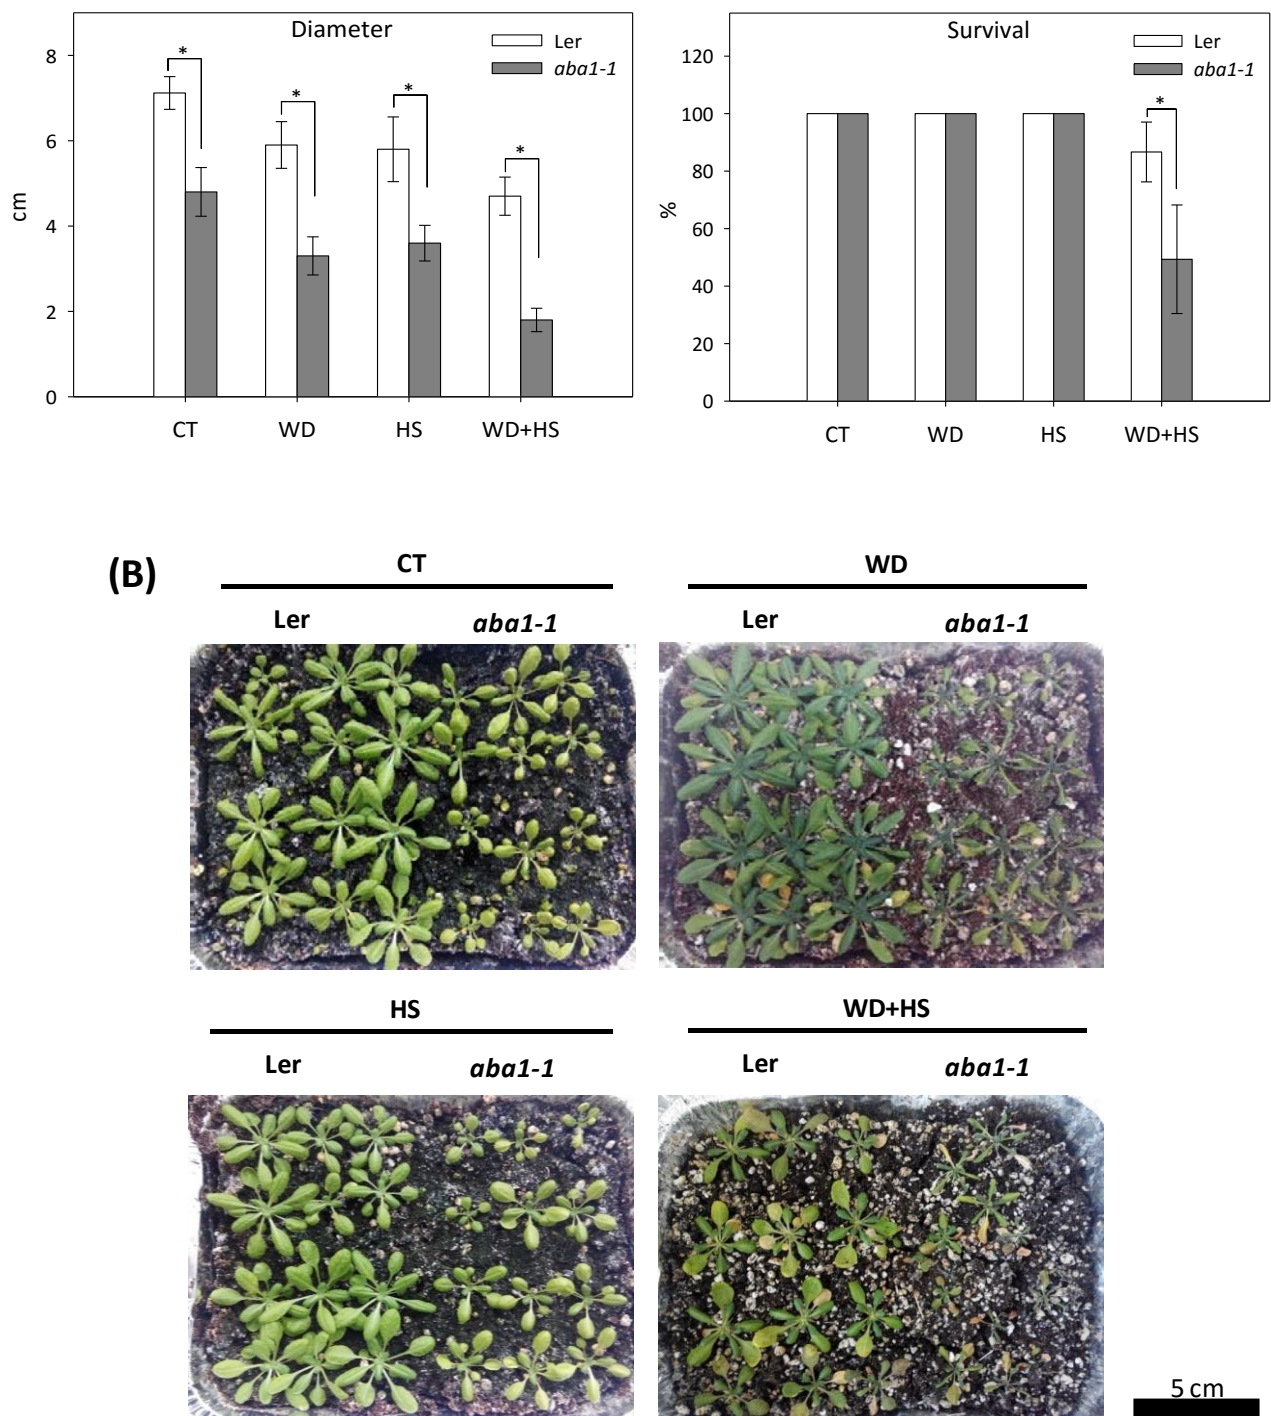 Diameter
Ler
aba1-1
8
6
4
2
0
cm
*
*
*
*
CT
WD
HS
WD+HS
Survival
Ler
aba1-1
120
100
80
60
40
20
0
%
*
CT
WD
HS
WD+HS
(B)
CT
Ler
aba1-1
WD
Ler
aba1-1
HS
Ler
aba1-1
WD+HS
Ler
aba1-1
5 cm